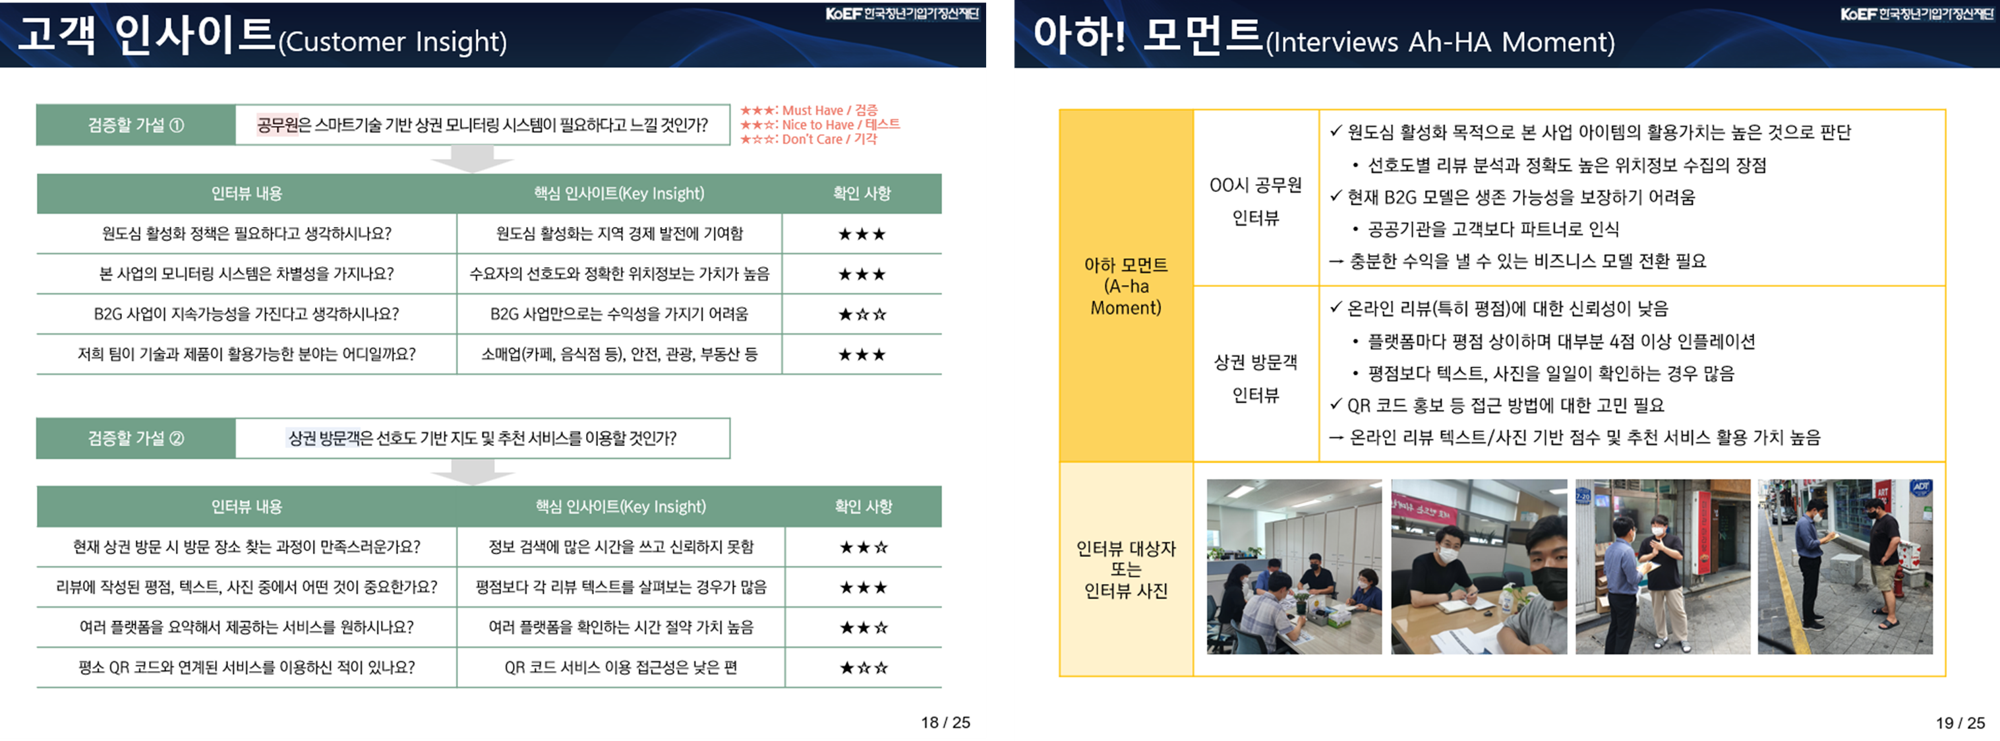 고객 인사이트(Customer Insight)
KoEF 한국청년기업가정신재단
검증할 가설 ①
공무원은 스마트기술 기반 상권 모니터링 시스템이 필요하다고 느낄 것인가?
★★★: Must Have / 검증
★★☆: Nice to Have / 테스트
★☆☆: Don't Care / 기각
인터뷰 내용 핵심 인사이트(Key Insight) 확인 사항
원도심 활성화 정책은 필요하다고 생각하시나요? 원도심 활성화는 지역 경제 발전에 기여함 ★★★
본 사업의 모니터링 시스템은 차별성을 가지나요? 수요자의 선호도와 정확한 위치정보는 가치가 높음 ★★★
B2G 사업이 지속가능성을 가진다고 생각하시나요? B2G 사업만으로는 수익성을 가지기 어려움 ★☆☆
저희 팀이 기술과 제품이 활용가능한 분야는 어디일까요? 소매업(카페, 음식점 등), 안전, 관광, 부동산 등 ★★★
검증할 가설 ②
상권 방문객은 선호도 기반 지도 및 추천 서비스를 이용할 것인가?
인터뷰 내용 핵심 인사이트(Key Insight) 확인 사항
현재 상권 방문 시 방문 장소 찾는 과정이 만족스러운가요? 정보 검색에 많은 시간을 쓰고 신뢰하지 못함 ★★☆
리뷰에 작성된 평점, 텍스트, 사진 중에서 어떤 것이 중요한가요? 평점보다 각 리뷰 텍스트를 살펴보는 경우가 많음 ★★★
여러 플랫폼을 요약해서 제공하는 서비스를 원하시나요? 여러 플랫폼을 확인하는 시간 절약 가치 높음 ★★☆
평소 QR 코드와 연계된 서비스를 이용하신 적이 있나요? QR 코드 서비스 이용 접근성은 낮은 편 ★☆☆
18 / 25
아하! 모먼트(Interviews Ah-HA Moment)
KoEF 한국청년기업가정신재단
아하 모먼트
(A-ha
Moment)
OO시 공무원
인터뷰
✓ 원도심 활성화 목적으로 본 사업 아이템의 활용가치는 높은 것으로 판단
• 선호도별 리뷰 분석과 정확도 높은 위치정보 수집의 장점
✓ 현재 B2G 모델은 생존 가능성을 보장하기 어려움
• 공공기관을 고객보다 파트너로 인식
→ 충분한 수익을 낼 수 있는 비즈니스 모델 전환 필요
상권 방문객
인터뷰
✓ 온라인 리뷰(특히 평점)에 대한 신뢰성이 낮음
• 플랫폼마다 평점 상이하며 대부분 4점 이상 인플레이션
• 평점보다 텍스트, 사진을 일일이 확인하는 경우 많음
✓ QR 코드 홍보 등 접근 방법에 대한 고민 필요
→ 온라인 리뷰 텍스트/사진 기반 점수 및 추천 서비스 활용 가치 높음
인터뷰 대상자
또는
인터뷰 사진
7-20
ART
ADT
19 / 25